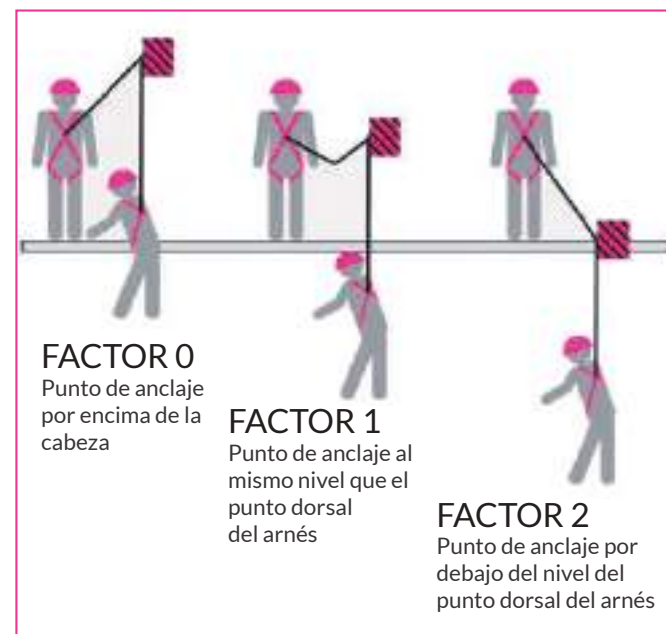 FACTOR 0
Punto de anclaje
por encima de la
cabeza
FACTOR 1
Punto de anclaje al
mismo nivel que el
punto dorsal
del arnés
FACTOR 2
Punto de anclaje por
debajo del nivel del
punto dorsal del arnés